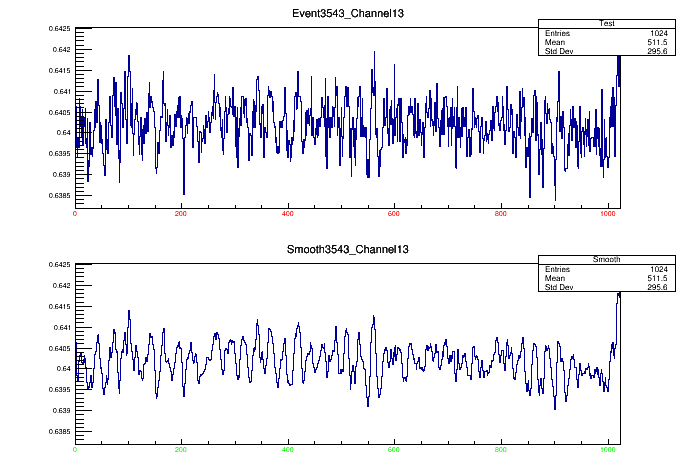 Event3543_Channel13
Test
Entries 1024
Mean 511.5
Std Dev 295.6
0.6425
0.642
0.6415
0.641
0.6405
0.64
0.6395
0.639
0.6385
0 200 400 600 800 1000
Smooth3543_Channel13
Smooth
Entries 1024
Mean 511.5
Std Dev 295.6
0.6425
0.642
0.6415
0.641
0.6405
0.64
0.6395
0.639
0.6385
0 200 400 600 800 1000